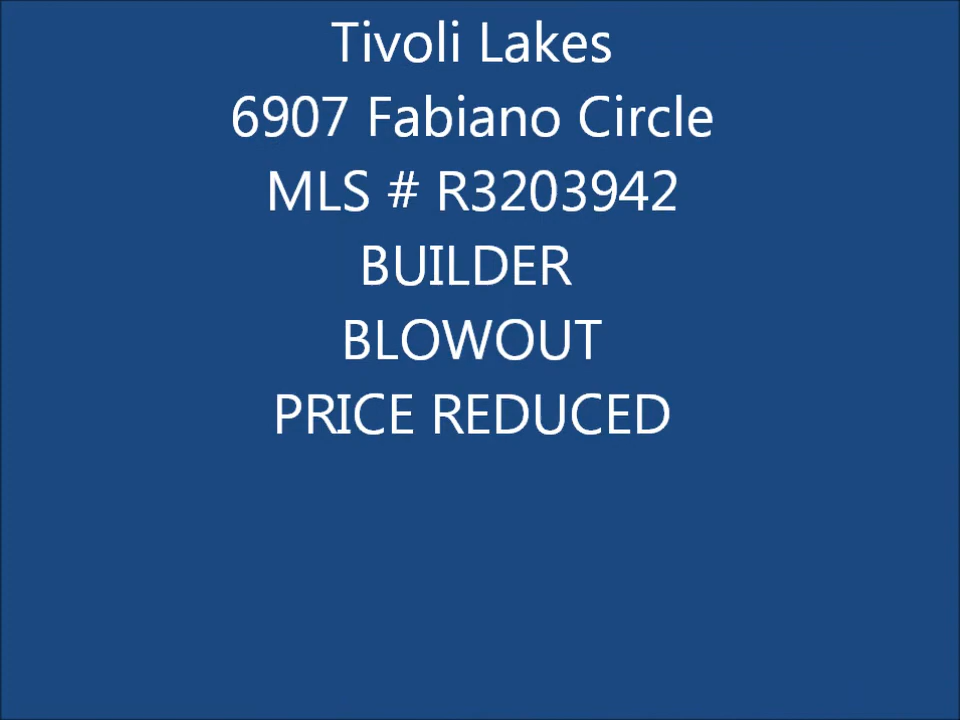 Tivoli Lakes
6907 Fabiano Circle
MLS # R3203942
BUILDER
BLOWOUT
PRICE REDUCED